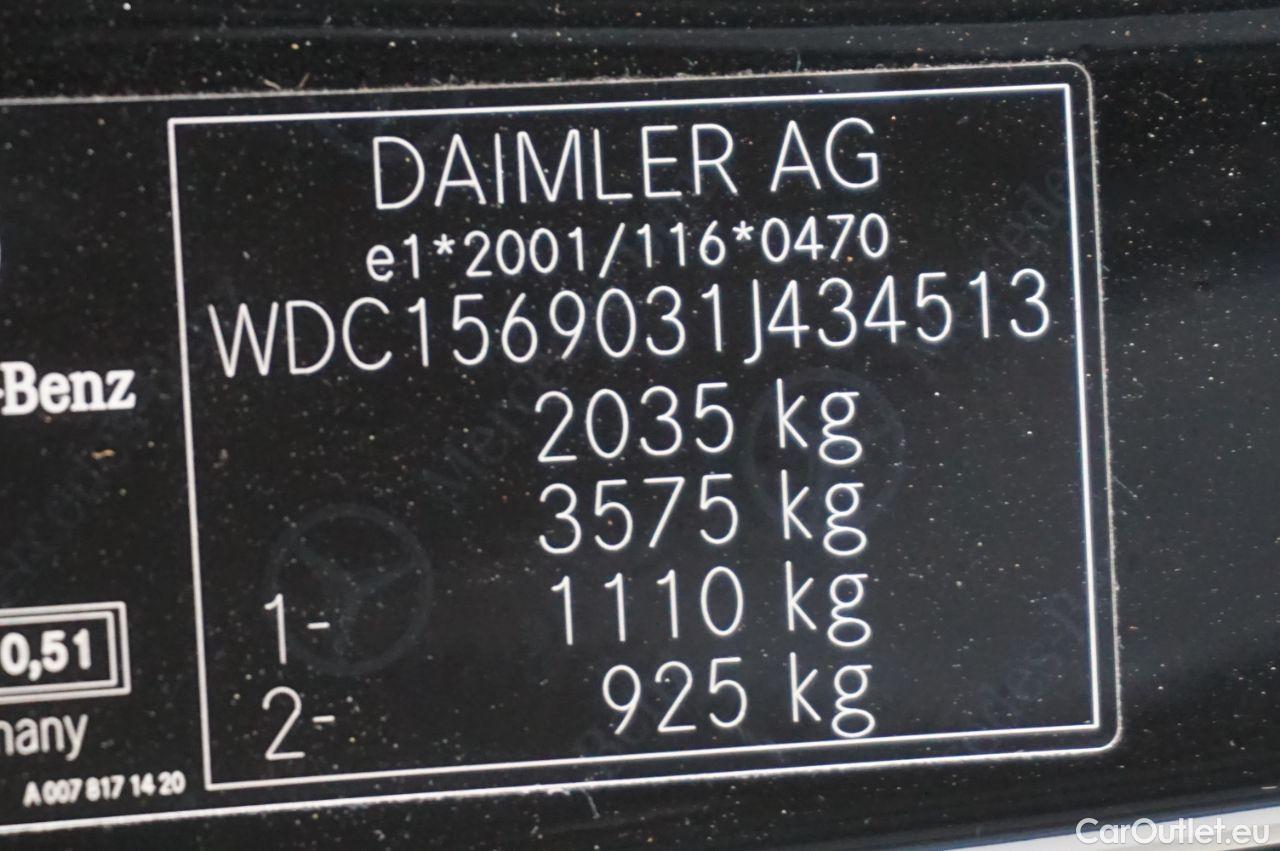 DAIMLER AG
e1*2001/116*0470
WDC1569031J434513
2035 kg
3575 kg
1- 1110 kg
2- 925 kg
-Benz
0,51
many
A 007 817 14 20
CarOutlet.eu